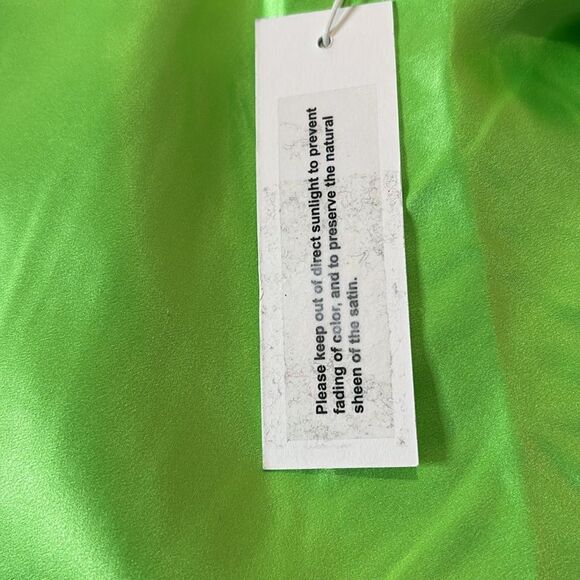 Please keep out of direct sunlight to prevent
fading of color, and to preserve the natural
sheen of the satin.